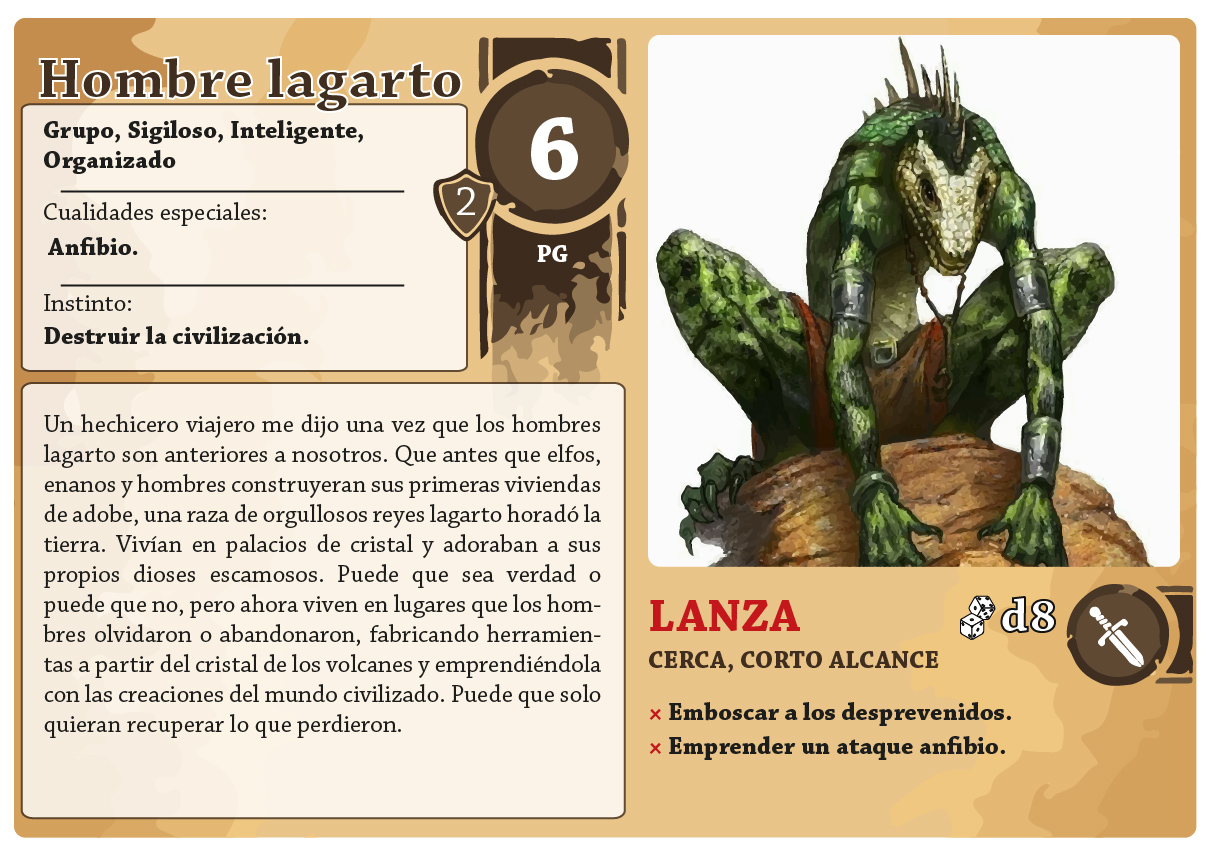 Hombre lagarto
Grupo, Sigiloso, Inteligente,
Organizado
Cualidades especiales:
Anfibio.
Instinto:
Destruir la civilización.
6
2
PG
Un hechicero viajero me dijo una vez que los hombres
lagarto son anteriores a nosotros. Que antes que elfos,
enanos y hombres construyeran sus primeras viviendas
de adobe, una raza de orgullosos reyes lagarto horadó la
tierra. Vivían en palacios de cristal y adoraban a sus
propios dioses escamosos. Puede que sea verdad o
puede que no, pero ahora viven en lugares que los hom-
bres olvidaron o abandonaron, fabricando herramien-
tas a partir del cristal de los volcanes y emprendiéndola
con las creaciones del mundo civilizado. Puede que solo
quieran recuperar lo que perdieron.
LANZA
d8
CERCA, CORTO ALCANCE
× Emboscar a los desprevenidos.
× Emprender un ataque anfibio.